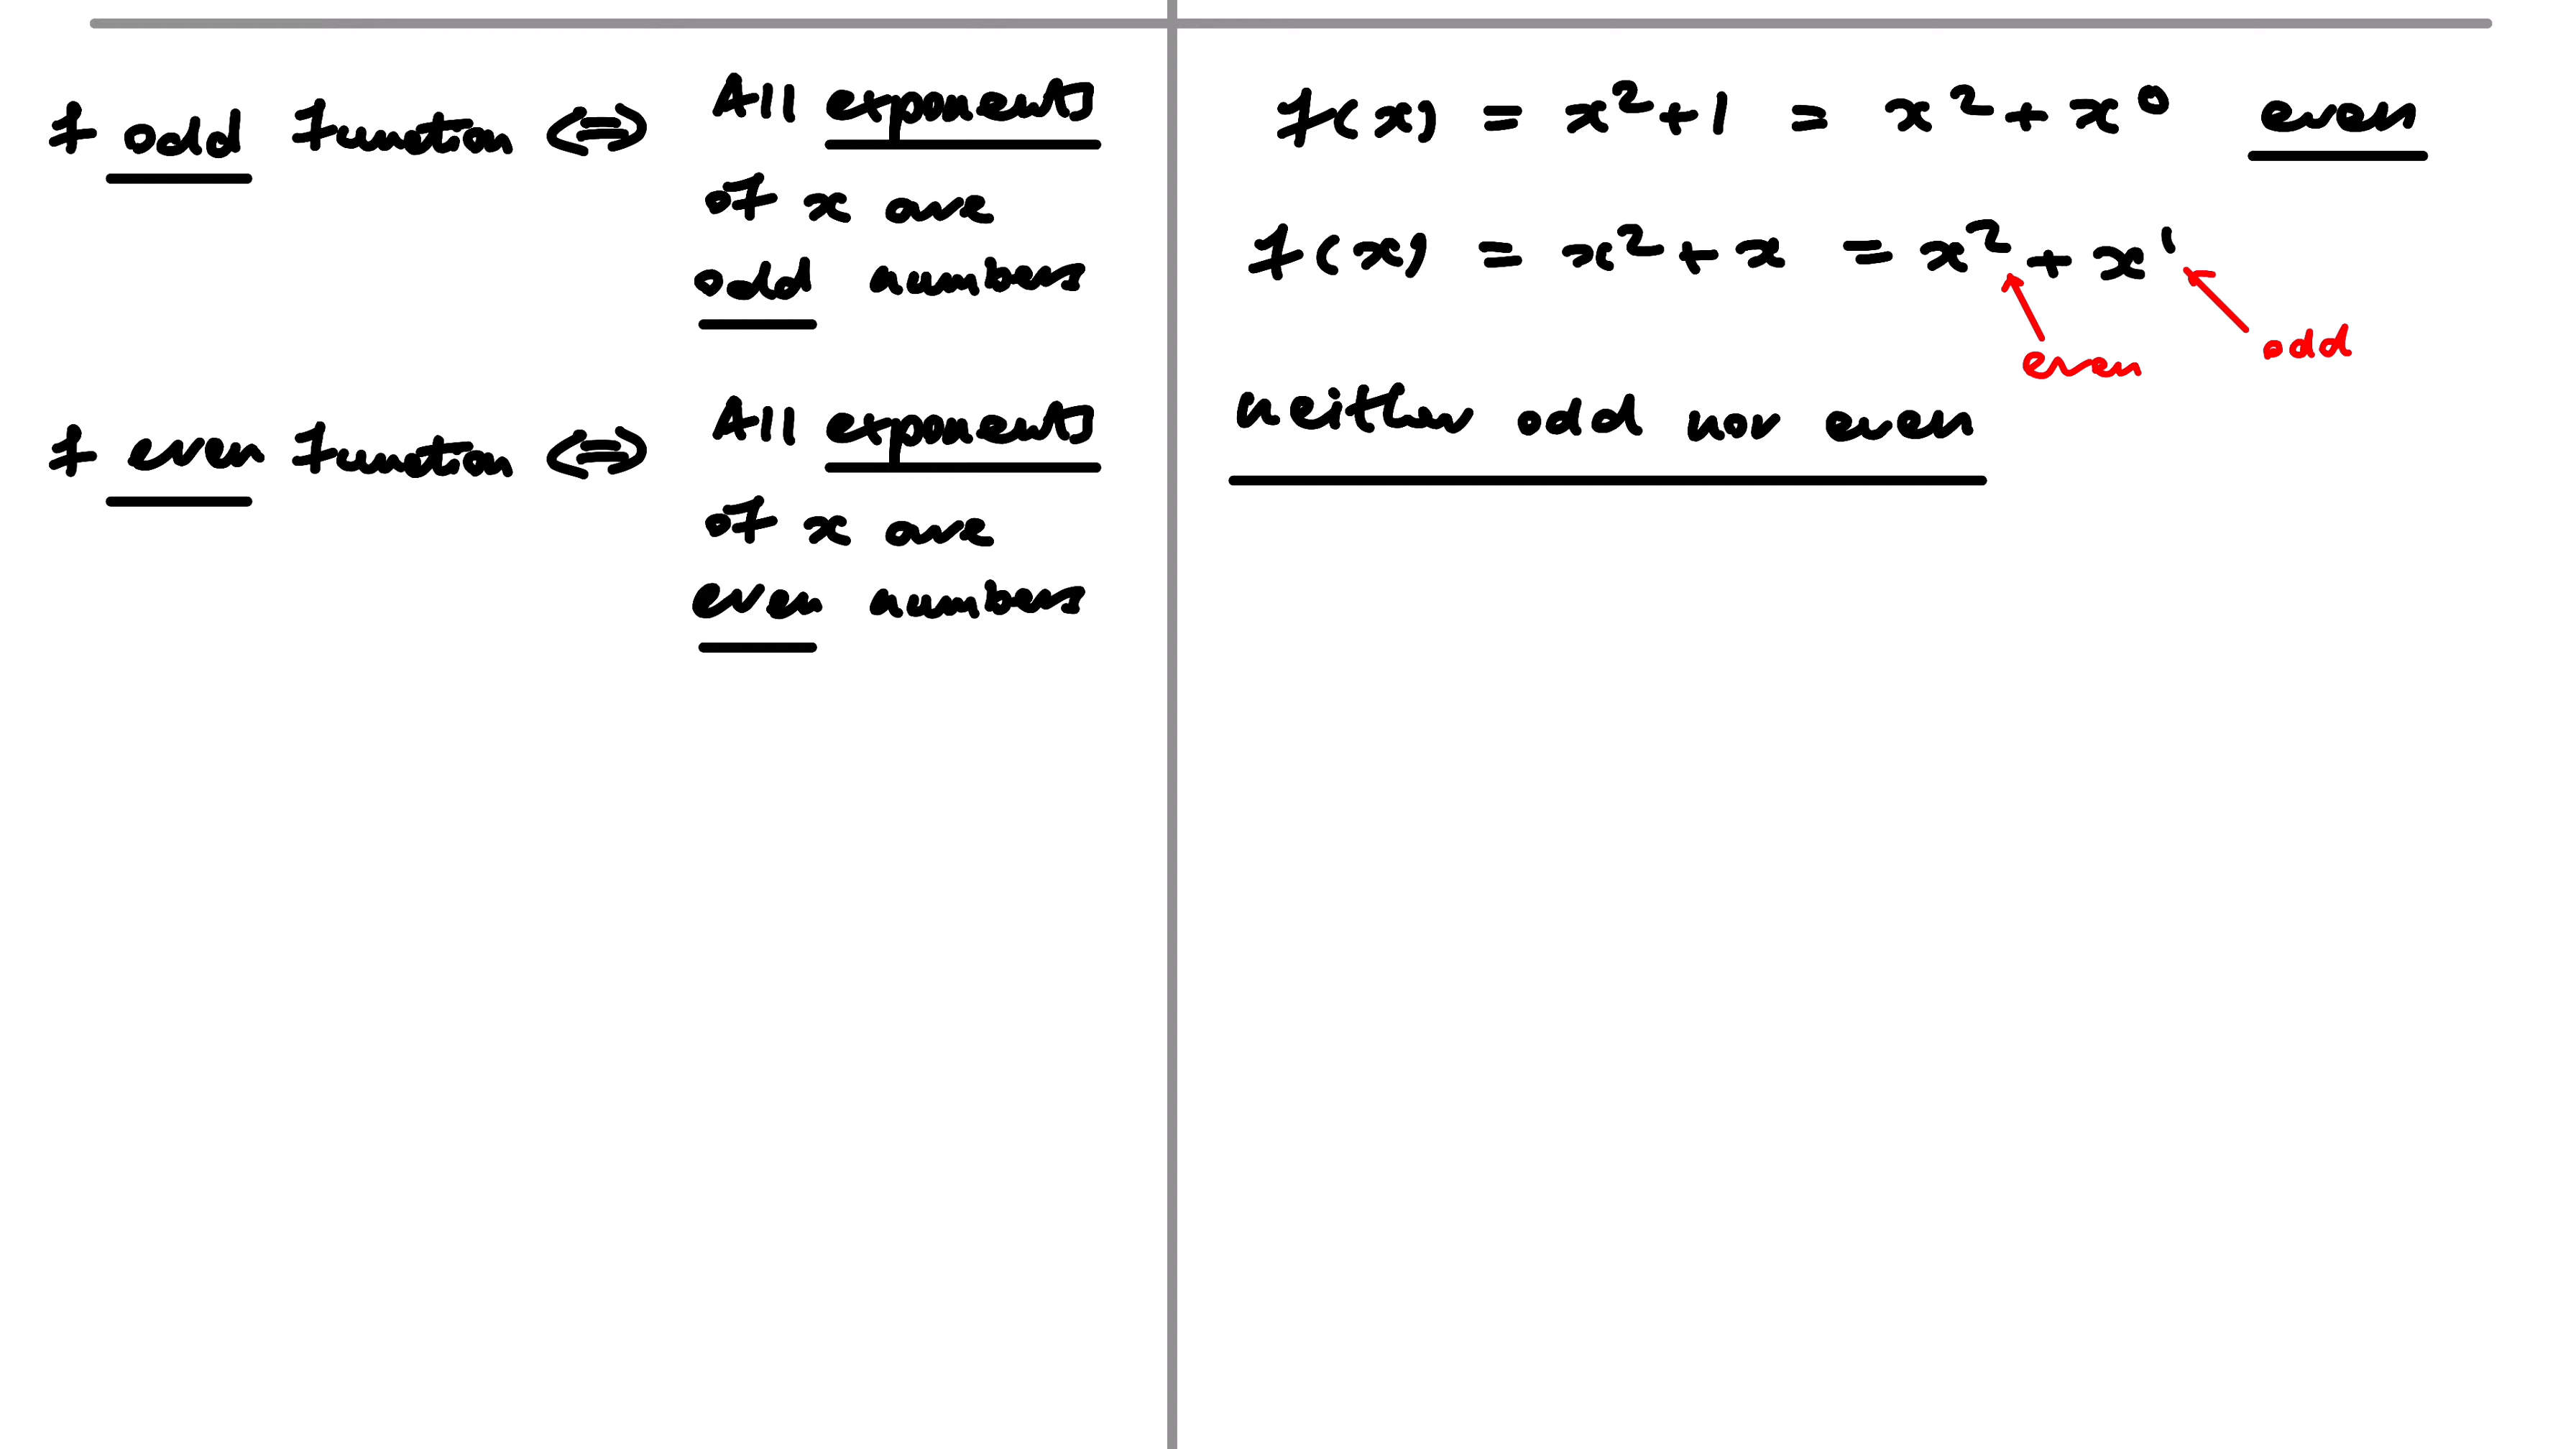 f odd function <=> All exponents
of x are
odd numbers
f even function <=> All exponents
of x are
even numbers
f(x) = x² + 1 = x² + x⁰ even
f(x) = x² + x = x² + x¹
even odd
neither odd nor even